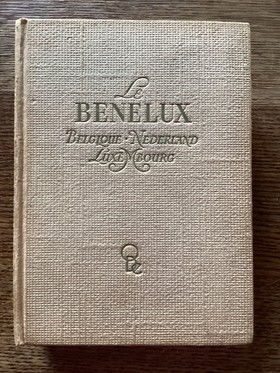 Le
BENELUX
BELGIQUE · NEDERLAND
LUXEMBOURG